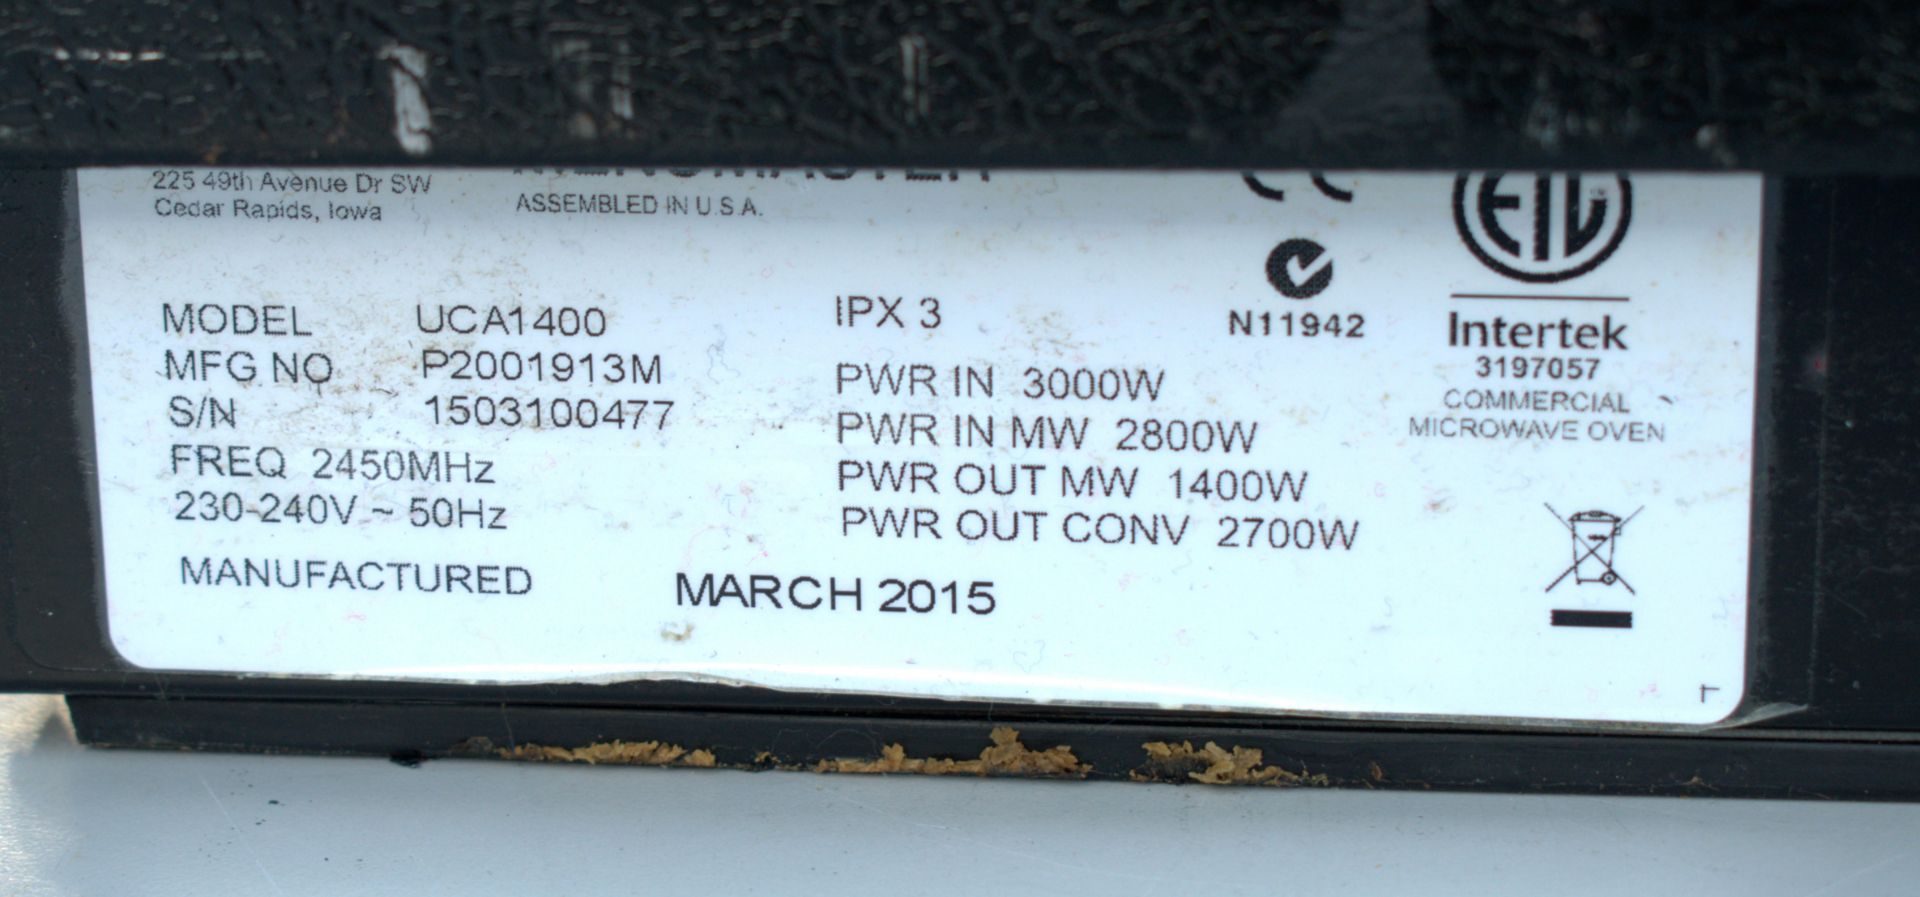 225 49th Avenue Dr SW
Cedar Rapids, Iowa
ASSEMBLED IN U.S.A.
MODEL UCA1400
MFG NO P2001913M
S/N 1503100477
FREQ 2450MHz
230-240V ~ 50Hz
MANUFACTURED MARCH 2015
IPX 3
PWR IN 3000W
PWR IN MW 2800W
PWR OUT MW 1400W
PWR OUT CONV 2700W
N11942
ETL
Intertek
3197057
COMMERCIAL
MICROWAVE OVEN